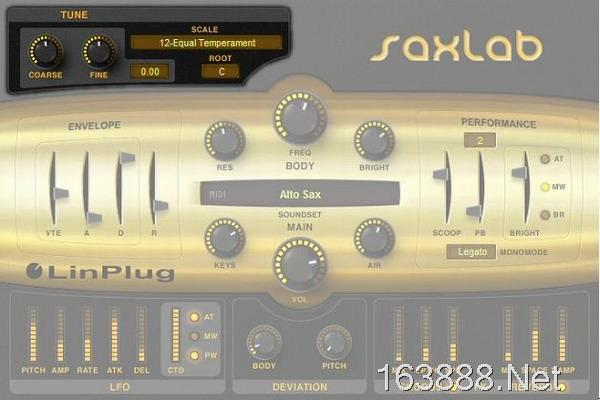 TUNE
SCALE
12-Equal Temperament
ROOT
COARSE FINE 0.00 C
saxlab
ENVELOPE
VTE A D R
RES
FREQ
BODY
BRIGHT
MIDI Alto Sax
SOUNDSET
MAIN
KEYS
VOL
AIR
PERFORMANCE
2
AT
MW
BR
SCOOP PB BRIGHT
Legato MONOMODE
LinPlug
PITCH AMP RATE ATK DEL CTD
AT
MW
PW
LFO
BODY PITCH
DEVIATION
SPACE
163888.Net